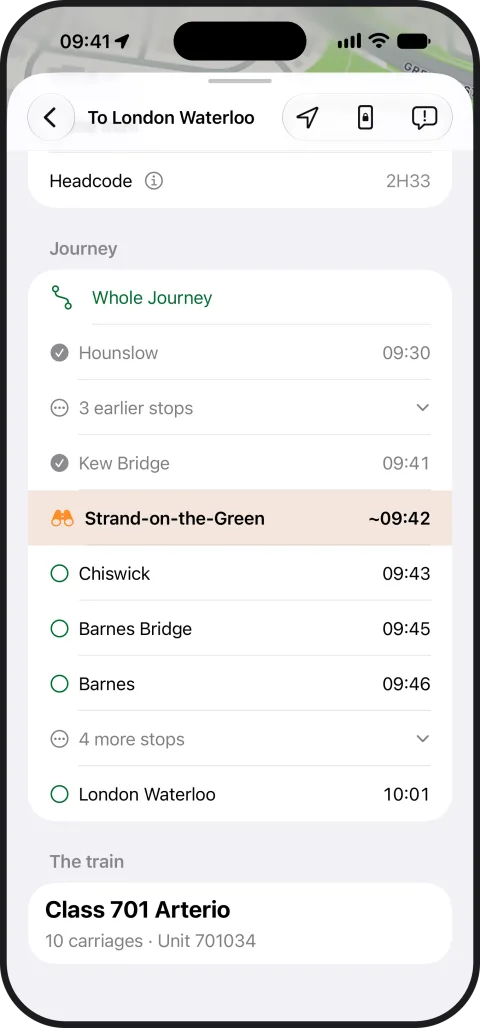 09:41
To London Waterloo
Headcode 2H33
Journey
Whole Journey
Hounslow 09:30
3 earlier stops
Kew Bridge 09:41
Strand-on-the-Green ~09:42
Chiswick 09:43
Barnes Bridge 09:45
Barnes 09:46
4 more stops
London Waterloo 10:01
The train
Class 701 Arterio
10 carriages · Unit 701034